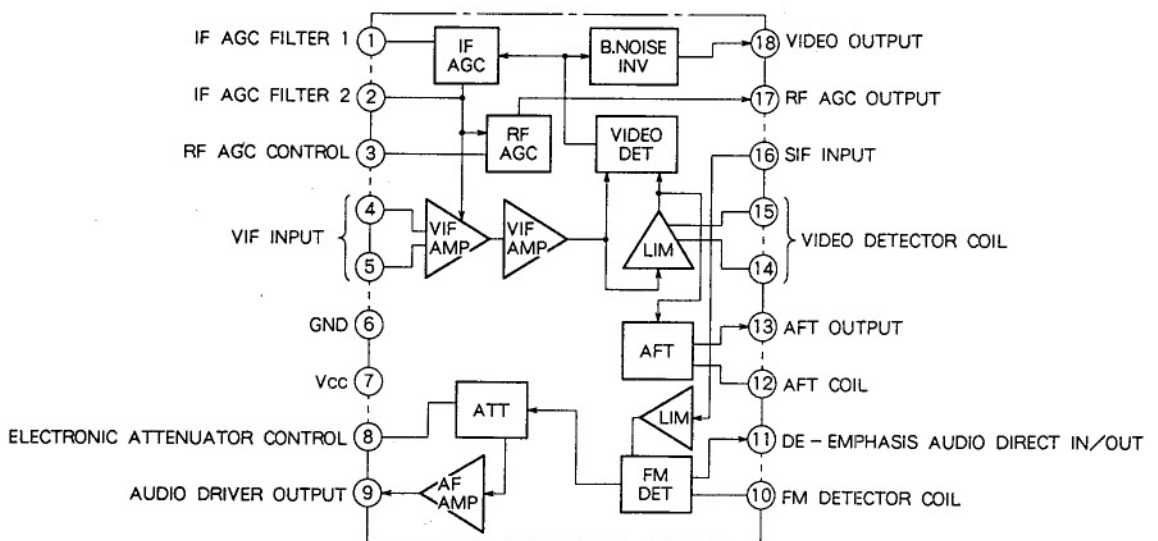 IF AGC FILTER 1
1
IF
AGC
B.NOISE
INV
18
VIDEO OUTPUT
IF AGC FILTER 2
2
17
RF AGC OUTPUT
RF AGC CONTROL
3
RF
AGC
VIDEO
DET
16
SIF INPUT
VIF INPUT
4
5
VIF
AMP
VIF
AMP
LIM
15
14
VIDEO DETECTOR COIL
GND
6
AFT
13
AFT OUTPUT
Vcc
7
12
AFT COIL
ELECTRONIC ATTENUATOR CONTROL
8
ATT
LIM
11
DE-EMPHASIS AUDIO DIRECT IN/OUT
AUDIO DRIVER OUTPUT
9
AF
AMP
FM
DET
10
FM DETECTOR COIL